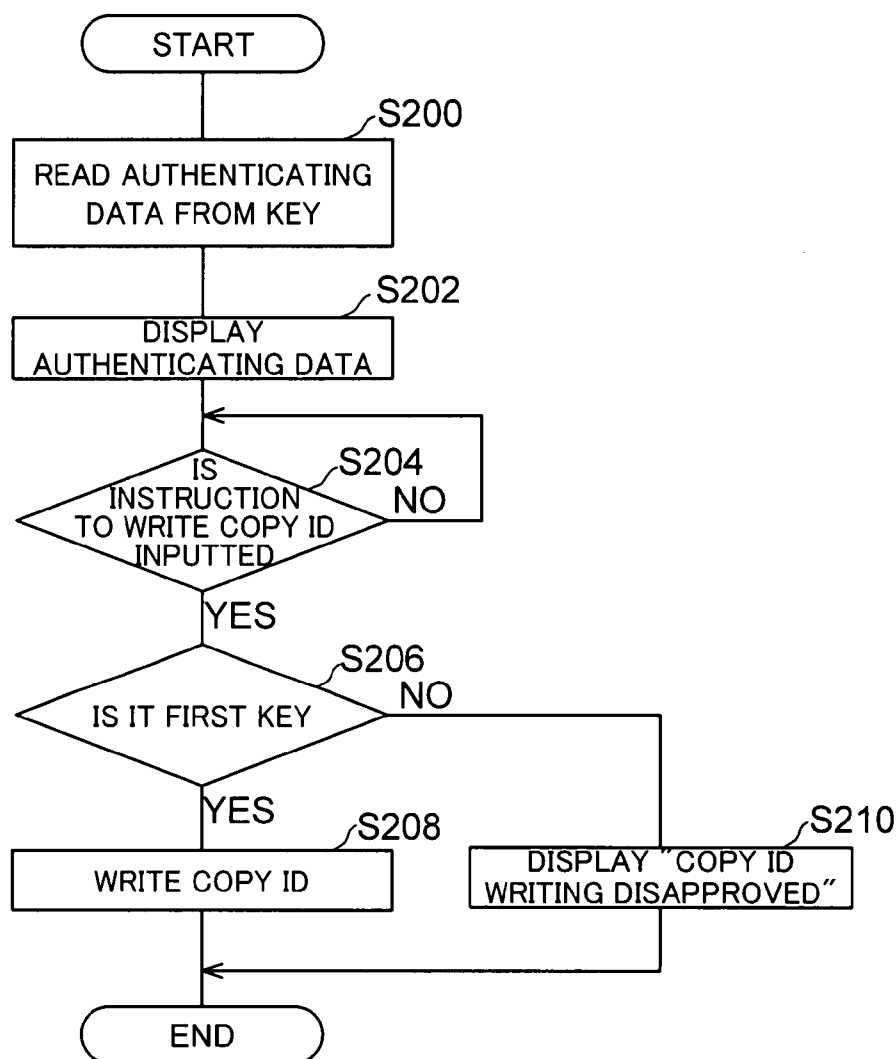 START
S200
READ AUTHENTICATING
DATA FROM KEY
S202
DISPLAY
AUTHENTICATING DATA
S204
IS
INSTRUCTION
TO WRITE COPY ID
INPUTTED
NO
YES
S206
IS IT FIRST KEY
NO
YES
S208
WRITE COPY ID
S210
DISPLAY "COPY ID
WRITING DISAPPROVED"
END